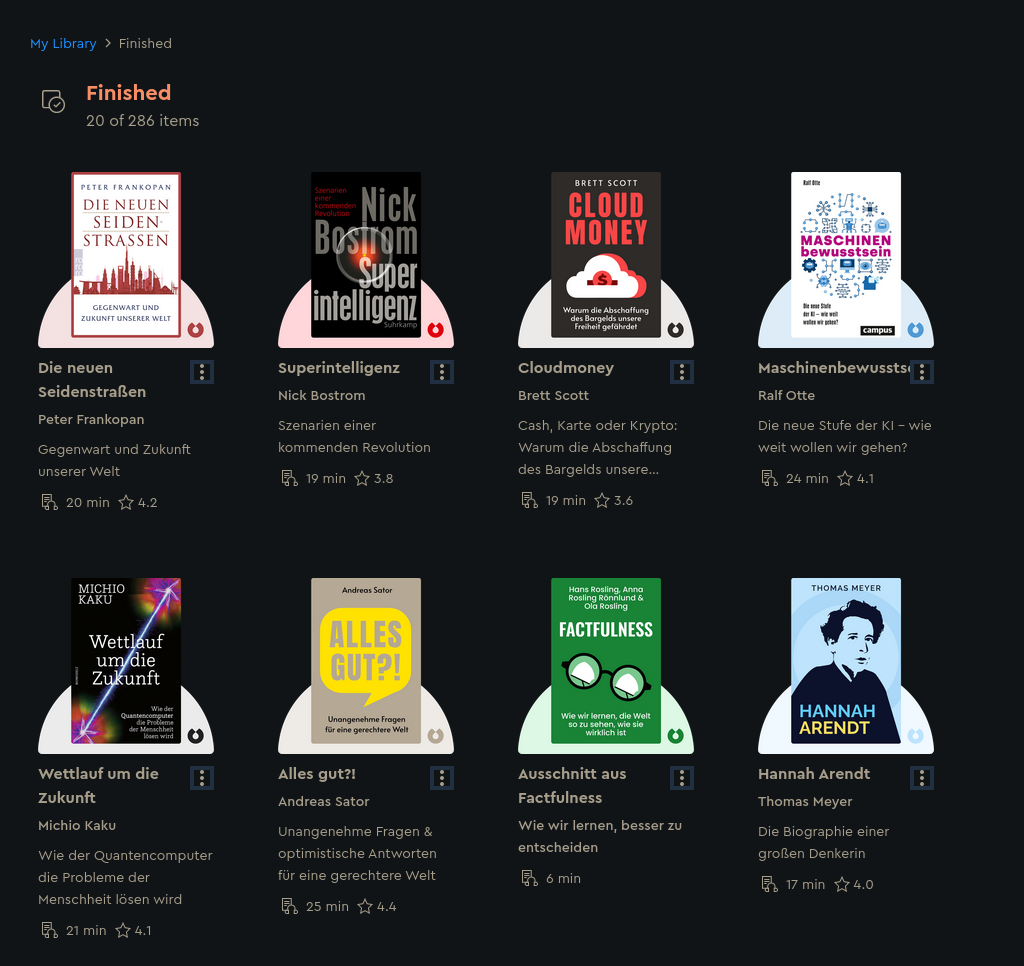 My Library > Finished
Finished
20 of 286 items
PETER FRANKOPAN
DIE NEUEN
SEIDEN-
STRASSEN
GEGENWART UND
ZUKUNFT UNSERER WELT
Die neuen
Seidenstraßen
Peter Frankopan
Gegenwart und Zukunft
unserer Welt
20 min 4.2
Szenarien
einer
kommenden
Revolution
Nick
Bostrom
Super
intelligenz
Suhrkamp
Superintelligenz
Nick Bostrom
Szenarien einer
kommenden Revolution
19 min 3.8
BRETT SCOTT
CLOUD
MONEY
$
Warum die Abschaffung
des Bargelds unsere
Freiheit gefährdet
Cloudmoney
Brett Scott
Cash, Karte oder Krypto:
Warum die Abschaffung
des Bargelds unsere...
19 min 3.6
Ralf Otte
MASCHINEN
bewusstsein
Die neue Stufe
der KI – wie weit
wollen wir gehen?
campus
Maschinenbewusstse
Ralf Otte
Die neue Stufe der KI – wie
weit wollen wir gehen?
24 min 4.1
MICHIO
KAKU
Wettlauf
um die
Zukunft
Wie der
Quantencomputer
die Probleme
der Menschheit
lösen wird
Wettlauf um die
Zukunft
Michio Kaku
Wie der Quantencomputer
die Probleme der
Menschheit lösen wird
21 min 4.1
Andreas Sator
ALLES
GUT?!
Unangenehme Fragen
für eine gerechtere Welt
Alles gut?!
Andreas Sator
Unangenehme Fragen &
optimistische Antworten
für eine gerechtere Welt
25 min 4.4
Hans Rosling, Anna
Rosling Rönnlund &
Ola Rosling
FACTFULNESS
Wie wir lernen, die Welt
so zu sehen, wie sie
wirklich ist
Ausschnitt aus
Factfulness
Wie wir lernen, besser zu
entscheiden
6 min
THOMAS MEYER
HANNAH
ARENDT
Hannah Arendt
Thomas Meyer
Die Biographie einer
großen Denkerin
17 min 4.0